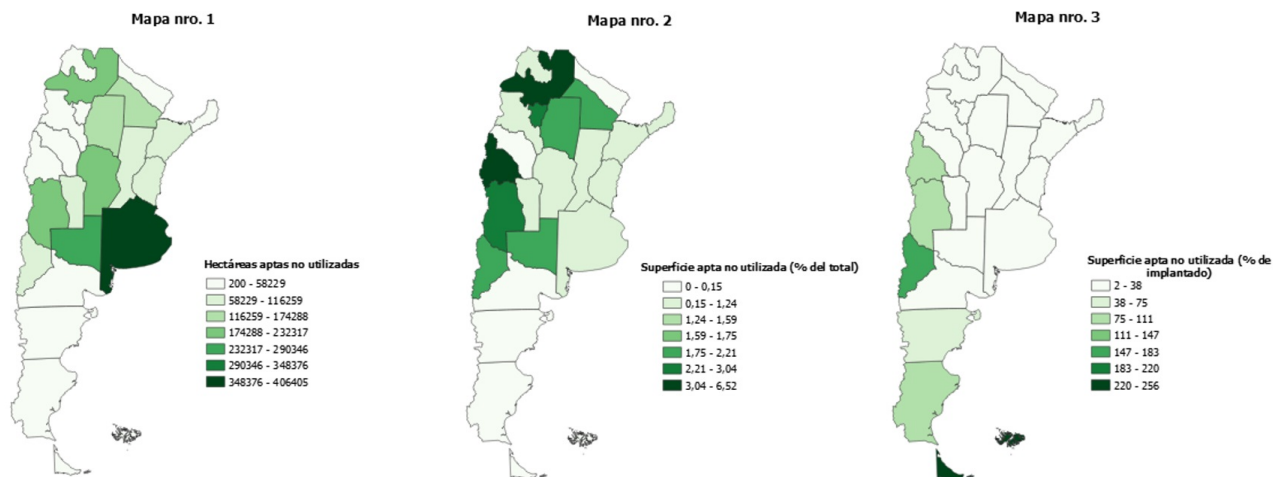 Mapa nro. 1
Hectáreas aptas no utilizadas
200 - 58229
58229 - 116259
116259 - 174288
174288 - 232317
232317 - 290346
290346 - 348376
348376 - 406405
Mapa nro. 2
Superficie apta no utilizada (% del total)
0 - 0,15
0,15 - 1,24
1,24 - 1,59
1,59 - 1,75
1,75 - 2,21
2,21 - 3,04
3,04 - 6,52
Mapa nro. 3
Superficie apta no utilizada (% de
implantado)
2 - 38
38 - 75
75 - 111
111 - 147
147 - 183
183 - 220
220 - 256